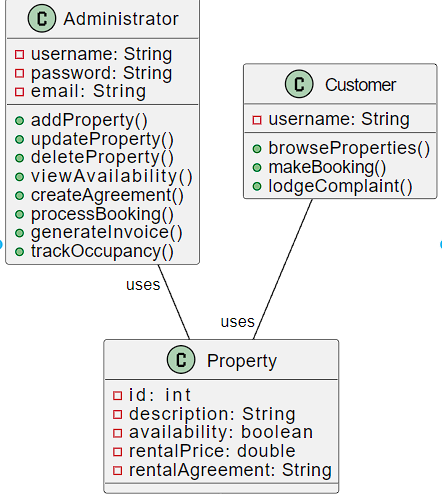 C Administrator
username: String
password: String
email: String
addProperty()
updateProperty()
deleteProperty()
viewAvailability()
createAgreement()
processBooking()
generateInvoice()
trackOccupancy()
C Customer
username: String
browseProperties()
makeBooking()
lodgeComplaint()
uses
uses
C Property
id: int
description: String
availability: boolean
rentalPrice: double
rentalAgreement: String